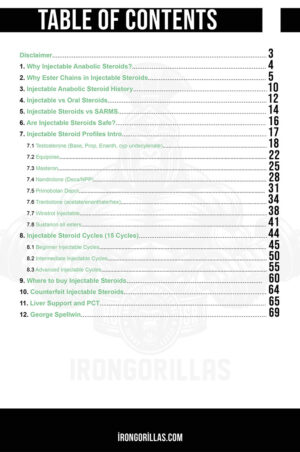 TABLE OF CONTENTS
Disclaimer 3
1. Why Injectable Anabolic Steroids? 4
2. Why Ester Chains in Injectable Steroids 5
3. Injectable Anabolic Steroid History 10
4. Injectable vs Oral Steroids 12
5. Injectable Steroids vs SARMS 14
6. Are Injectable Steroids Safe? 16
7. Injectable Steroid Profiles Intro 17
7.1 Testosterone (Base, Prop, Enanth, cyp undecylenate) 18
7.2 Equipoise 22
7.3 Masteron 25
7.4 Nandrolone (Deca/NPP) 28
7.5 Primobolan Depot 31
7.6 Trenbolone (acetate/enanthate/hex) 34
7.7 Winstrol Injectable 38
7.8 Sustanon all esters 41
8. Injectable Steroid Cycles (15 Cycles) 44
8.1 Beginner Injectable Cycles 45
8.2 Intermediate Injectable Cycles 50
8.3 Advanced Injectable Cycles 55
9. Where to buy Injectable Steroids 60
10. Counterfeit Injectable Steroids 64
11. Liver Support and PCT 65
12. George Spellwin 69
IRONGORILLAS
IRONGORILLAS.COM